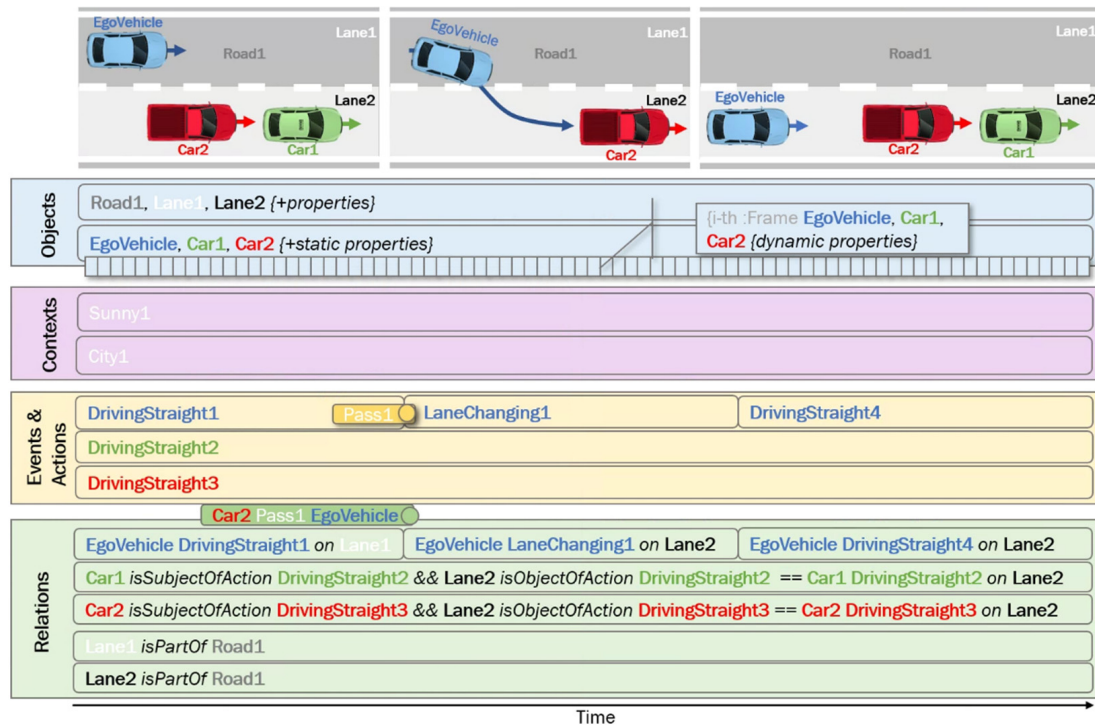 EgoVehicle
Lane1
Road1
Lane2
Car2
Car1
EgoVehicle
Lane1
Road1
Lane2
Car2
Lane1
Road1
EgoVehicle
Lane2
Car2
Car1
Objects
Road1, Lane1, Lane2 {+properties}
EgoVehicle, Car1, Car2 {+static properties}
{i-th :Frame EgoVehicle, Car1,
Car2 {dynamic properties}
Contexts
Sunny1
City1
Events &
Actions
DrivingStraight1
Pass1
LaneChanging1
DrivingStraight4
DrivingStraight2
DrivingStraight3
Relations
Car2 Pass1 EgoVehicle
EgoVehicle DrivingStraight1 on Lane1
EgoVehicle LaneChanging1 on Lane2
EgoVehicle DrivingStraight4 on Lane2
Car1 isSubjectOfAction DrivingStraight2 && Lane2 isObjectOfAction DrivingStraight2 == Car1 DrivingStraight2 on Lane2
Car2 isSubjectOfAction DrivingStraight3 && Lane2 isObjectOfAction DrivingStraight3 == Car2 DrivingStraight3 on Lane2
Lane1 isPartOf Road1
Lane2 isPartOf Road1
Time